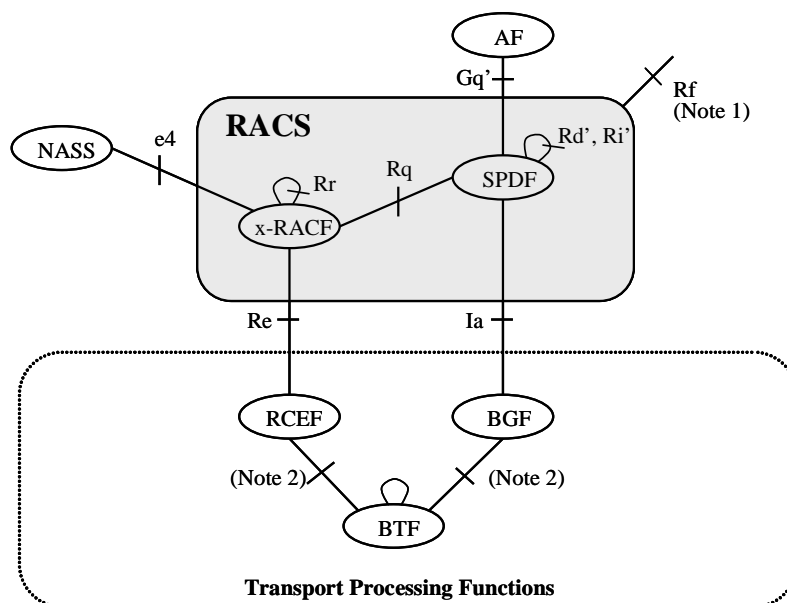 AF
Gq’
Rf
(Note 1)
RACS
e4
NASS
Rd’, Ri’
Rq
Rr
SPDF
x-RACF
Re
Ia
RCEF
BGF
(Note 2)
(Note 2)
BTF
Transport Processing Functions